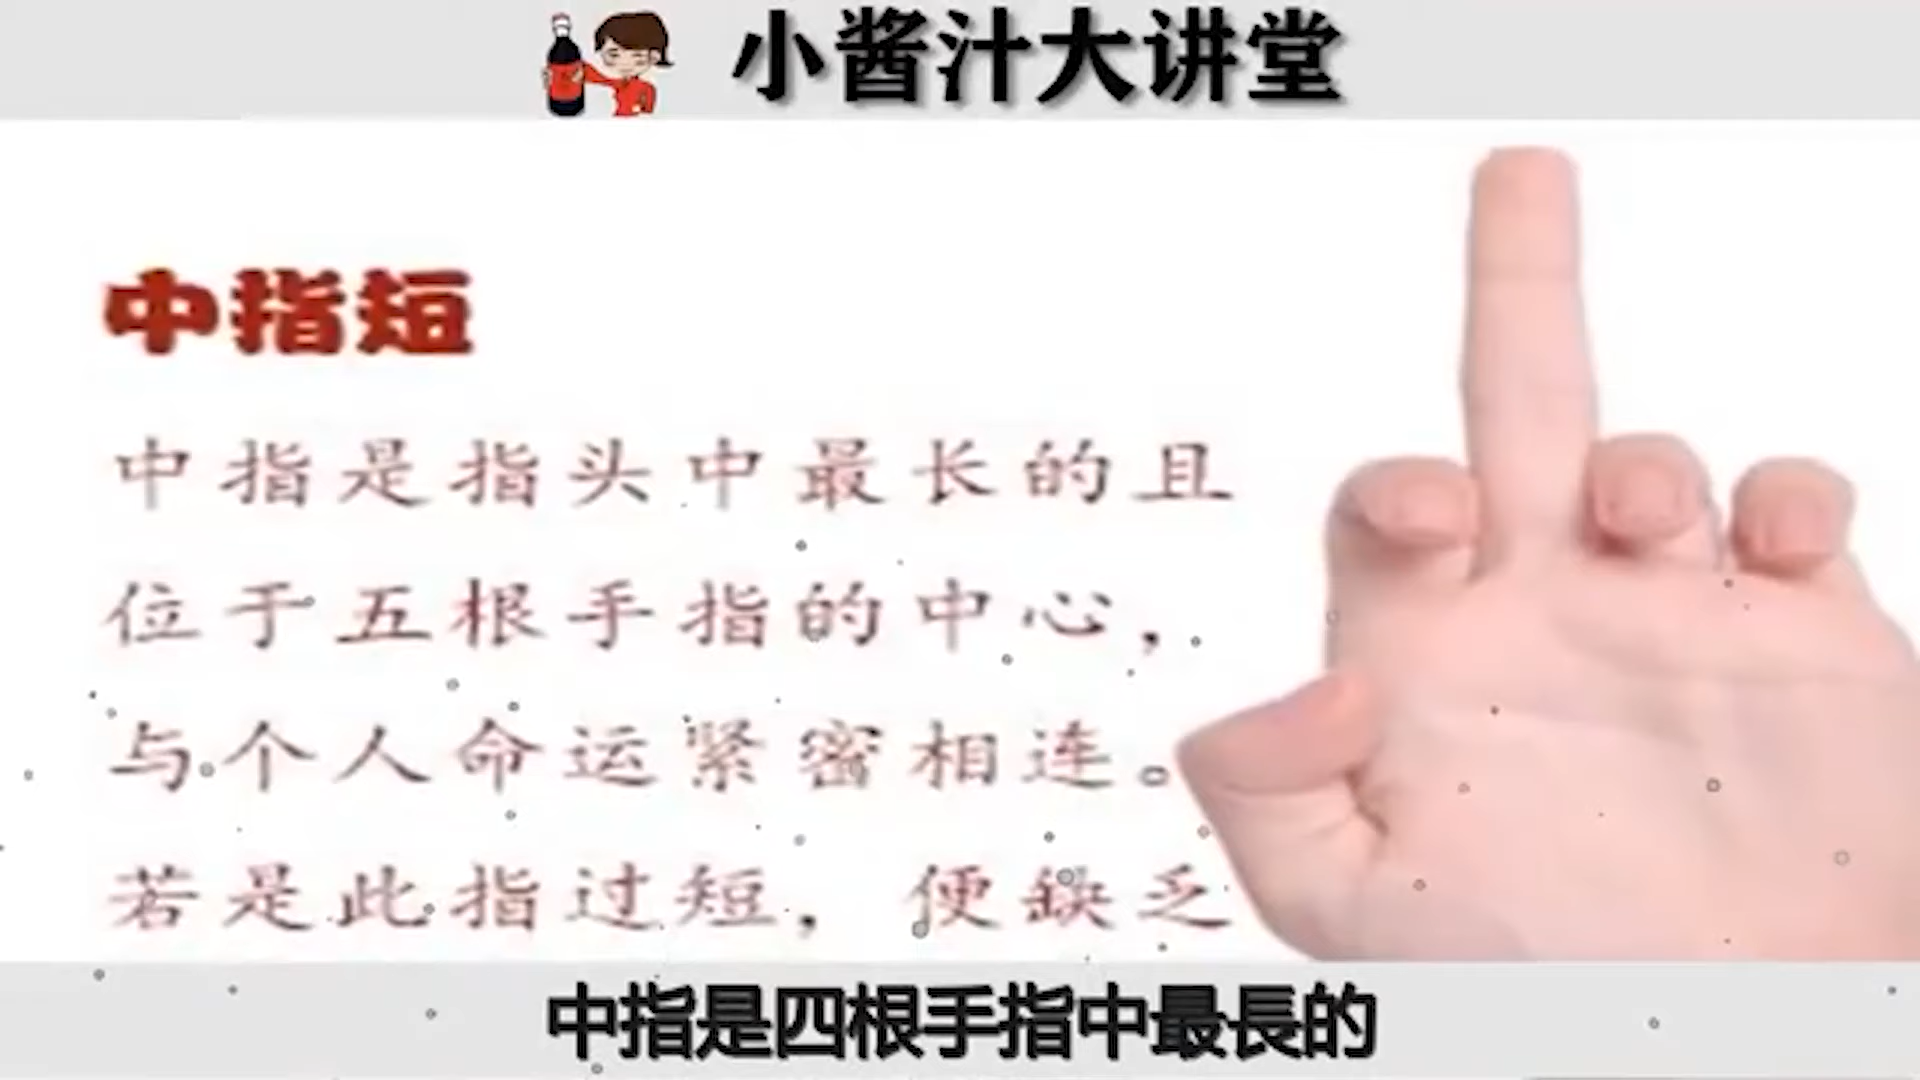 小酱汁大讲堂
中指短
中指是指头中最长的且
位于五根手指的中心，
与个人命运紧密相连。
若是此指过短，便缺乏
中指是四根手指中最長的